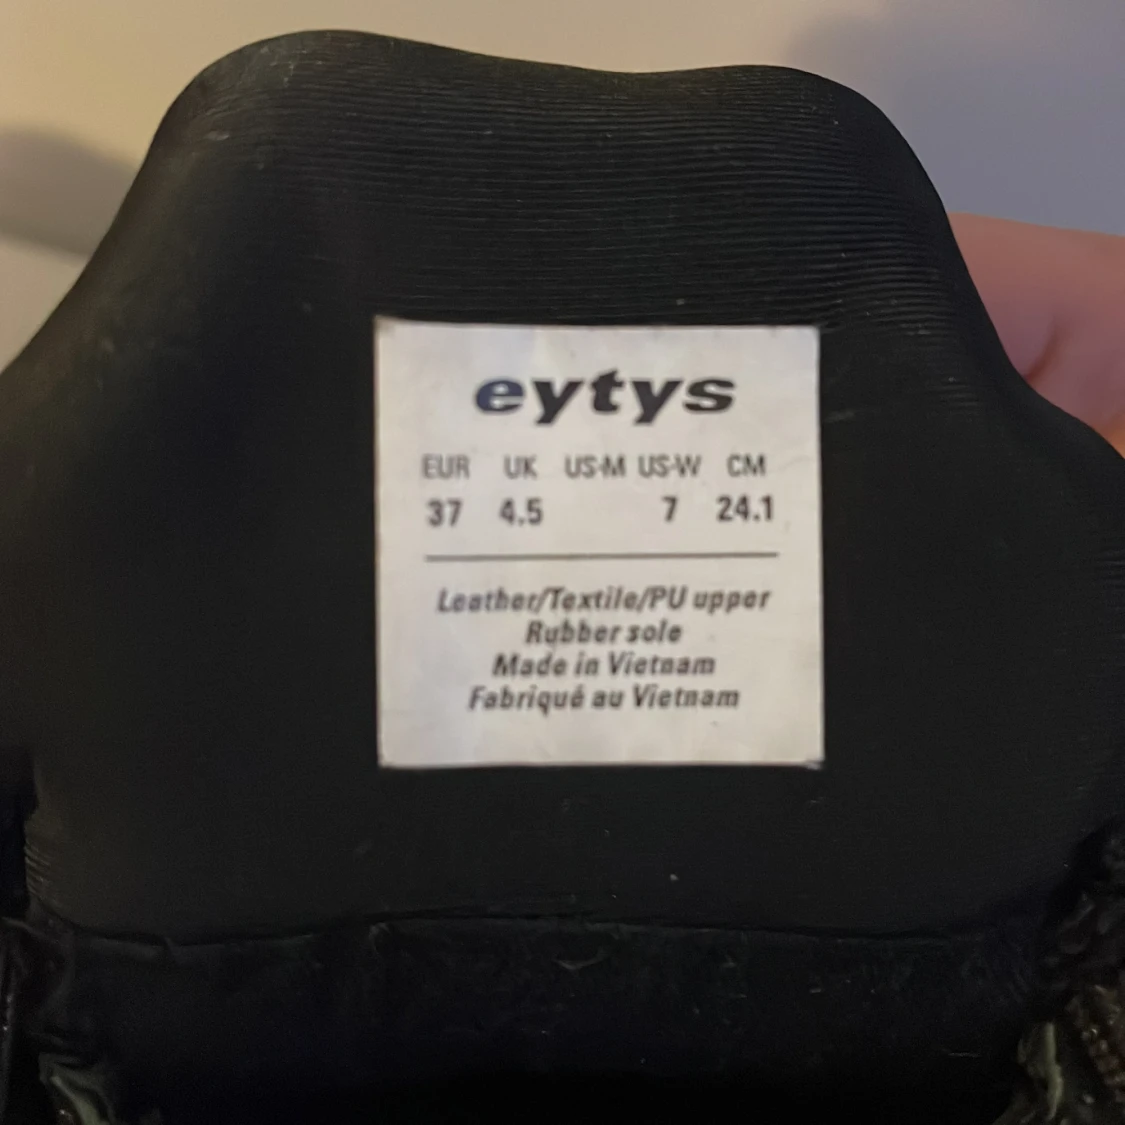 eytys
EUR UK US-M US-W CM
37 4.5 7 24.1
Leather/Textile/PU upper
Rubber sole
Made in Vietnam
Fabriqué au Vietnam